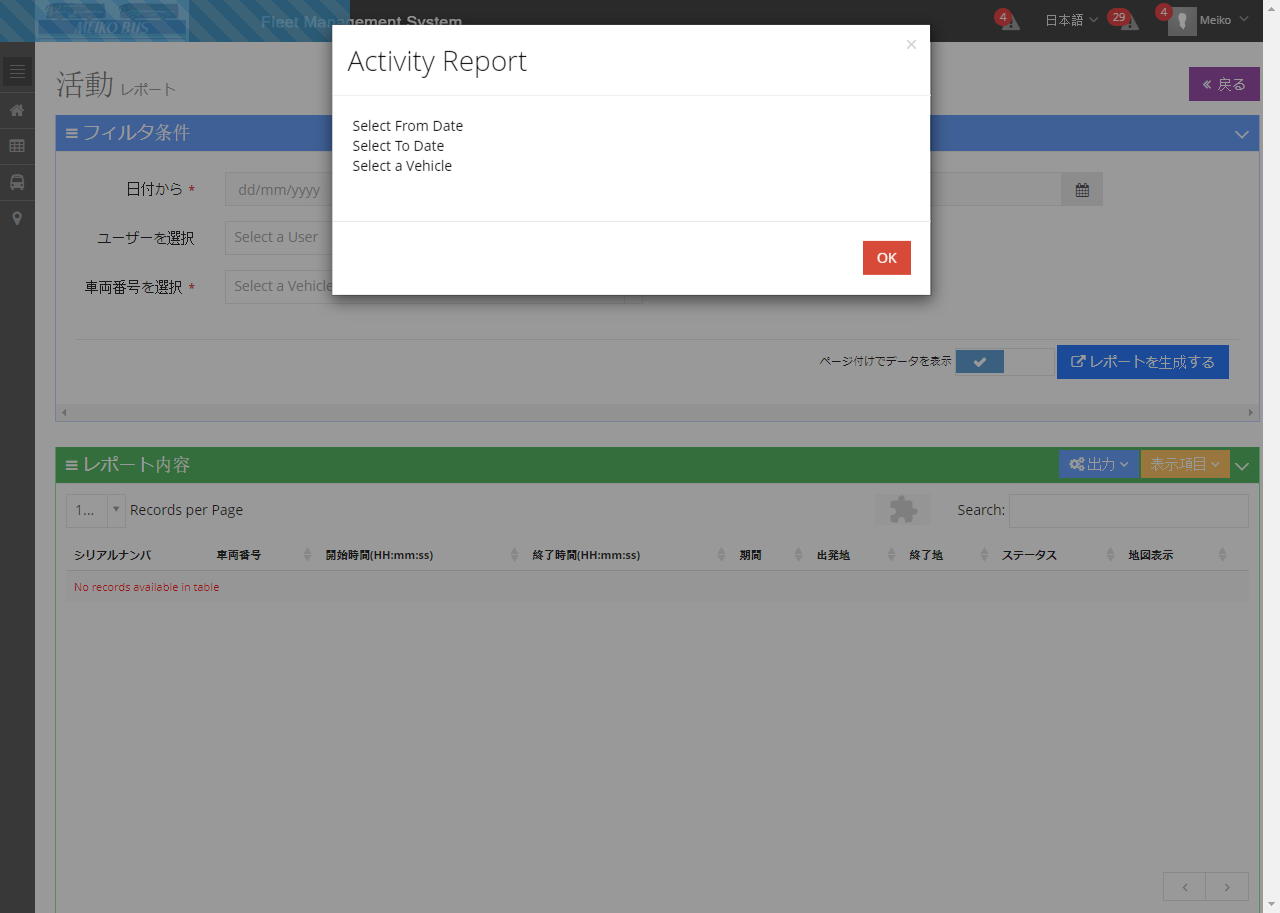 MEIKO BUS
Fleet Management System
4
日本語
29
4
Meiko
Activity Report
×
Select From Date
Select To Date
Select a Vehicle
OK
活動 レポート
戻る
フィルタ条件
日付から *
dd/mm/yyyy
ユーザーを選択
Select a User
車両番号を選択 *
Select a Vehicle
ページ付けでデータを表示
レポートを生成する
レポート内容
出力
表示項目
1...
Records per Page
Search:
シリアルナンバ 車両番号 開始時間(HH:mm:ss) 終了時間(HH:mm:ss) 期間 出発地 終了地 ステータス 地図表示
No records available in table